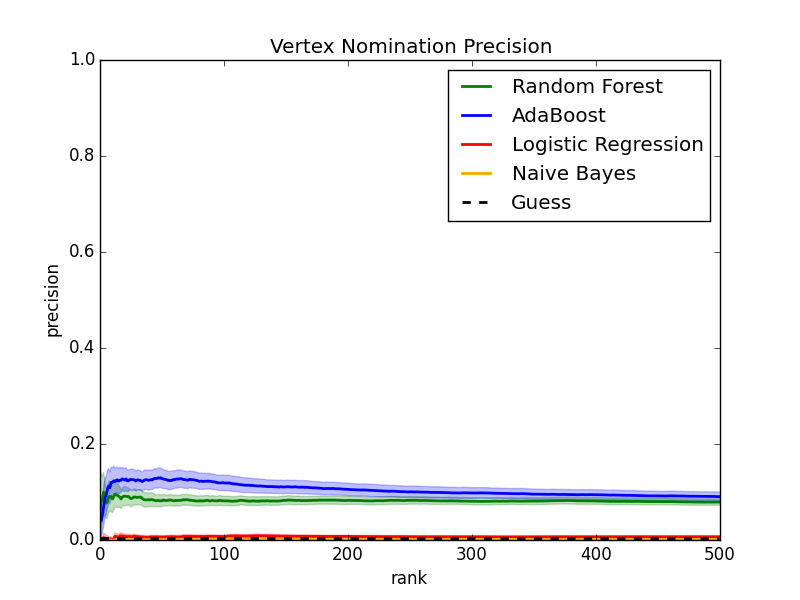 Vertex Nomination Precision
1.0
0.8
0.6
0.4
0.2
0.0
precision
Random Forest
AdaBoost
Logistic Regression
Naive Bayes
Guess
0 100 200 300 400 500
rank